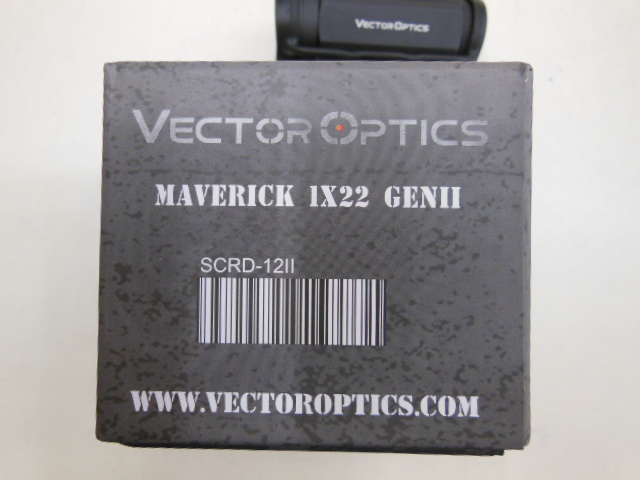 VECTOR OPTICS
VECTOR OPTICS
MAVERICK 1X22 GENII
SCRD-12II
WWW.VECTOROPTICS.COM